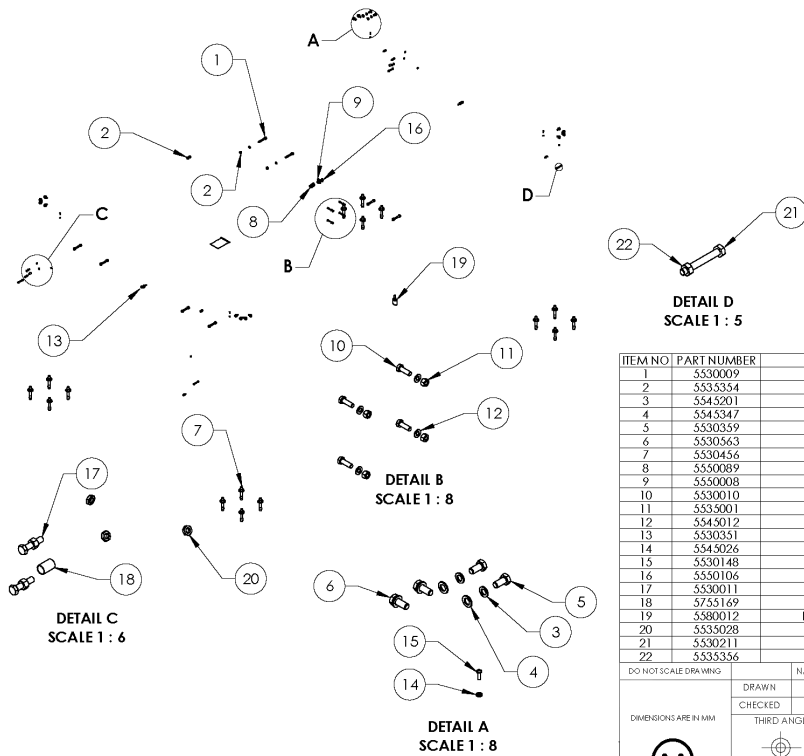 A
1
9
2
16
2
8
D
C
B
21
22
19
DETAIL D
SCALE 1 : 5
13
10
11
12
7
17
DETAIL B
SCALE 1 : 8
18
20
6
5
3
15
4
14
DETAIL C
SCALE 1 : 6
DETAIL A
SCALE 1 : 8
ITEM NO PART NUMBER
1 5530009
2 5535354
3 5545201
4 5545347
5 5530359
6 5530563
7 5530456
8 5550089
9 5550008
10 5530010
11 5535001
12 5545012
13 5530351
14 5545026
15 5530148
16 5550106
17 5530011
18 5755169
19 5580012
20 5535028
21 5530211
22 5535356
DO NOT SCALE DRAWING
DRAWN
CHECKED
DIMENSIONS ARE IN MM
THIRD